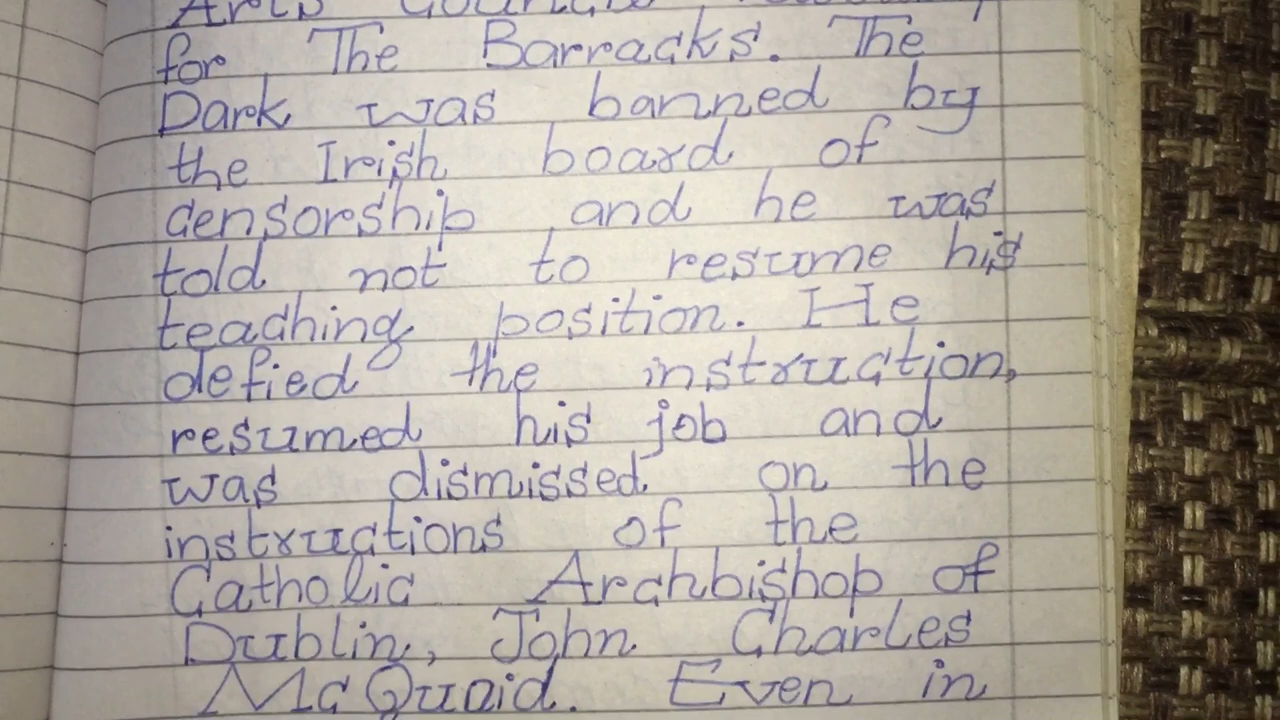 Arts Council
for The Barracks. The
Dark was banned by
the Irish board of
censorship and he was
told not to resume his
teaching position. He
defied the instruction,
resumed his job and
was dismissed on the
instructions of the
Catholic Archbishop of
Dublin, John Charles
McQuaid. Even in